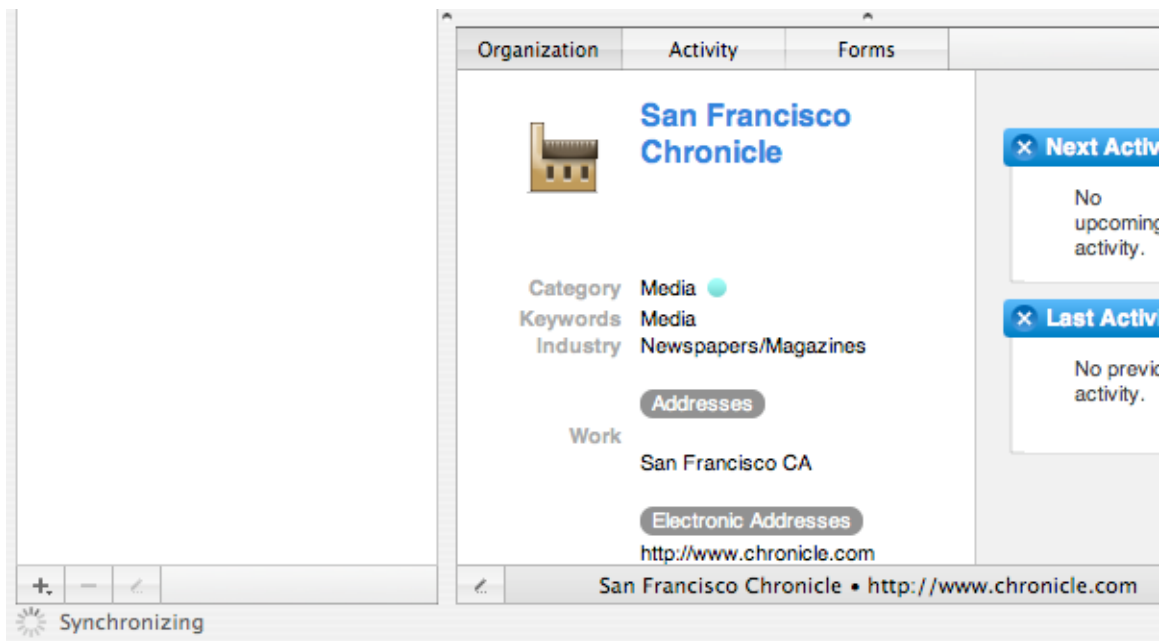 Organization Activity Forms
San Francisco
Chronicle
Category Media
Keywords Media
Industry Newspapers/Magazines
Addresses
Work
San Francisco CA
Electronic Addresses
http://www.chronicle.com
Next Activ
No
upcoming
activity.
Last Activ
No previo
activity.
San Francisco Chronicle • http://www.chronicle.com
Synchronizing